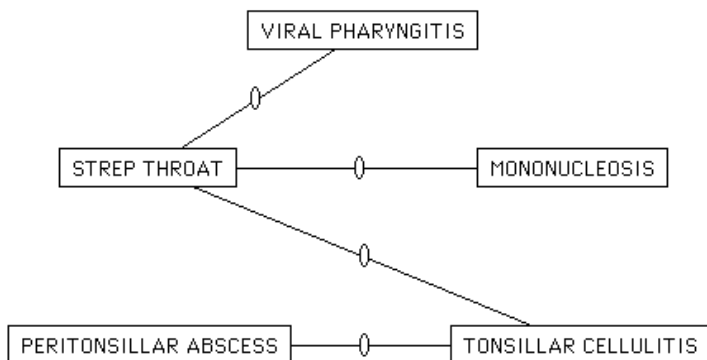 VIRAL PHARYNGITIS
STREP THROAT
MONONUCLEOSIS
PERITONSILLAR ABSCESS
TONSILLAR CELLULITIS